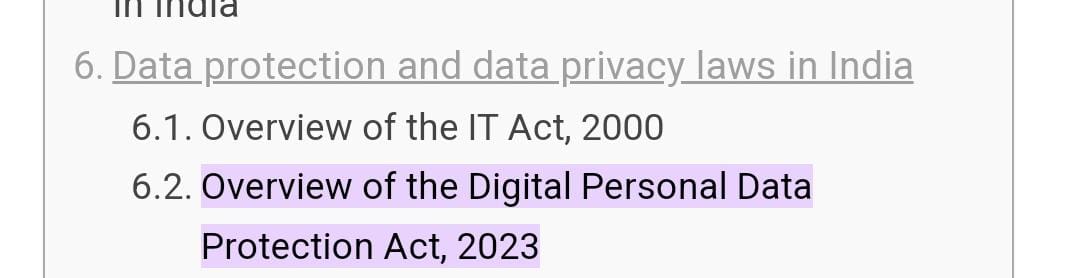 in India
6. Data protection and data privacy laws in India
6.1. Overview of the IT Act, 2000
6.2. Overview of the Digital Personal Data
Protection Act, 2023